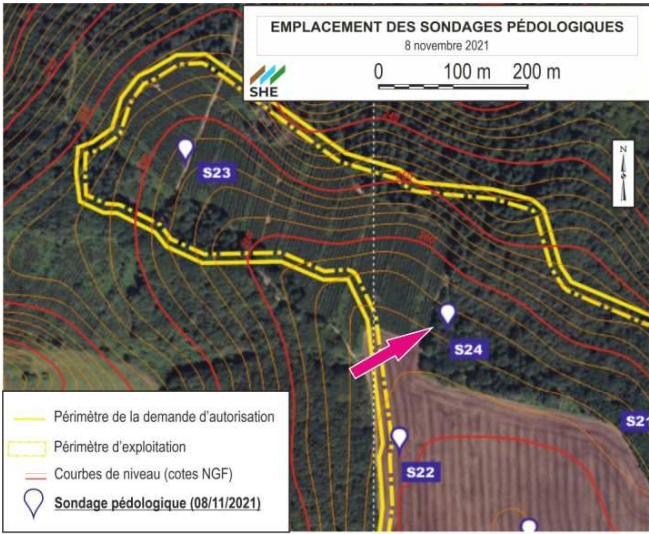 EMPLACEMENT DES SONDAGES PÉDOLOGIQUES
8 novembre 2021
0 100 m 200 m
SHE
N
S23
S24
S21
S22
Périmètre de la demande d'autorisation
Périmètre d'exploitation
Courbes de niveau (cotes NGF)
Sondage pédologique (08/11/2021)